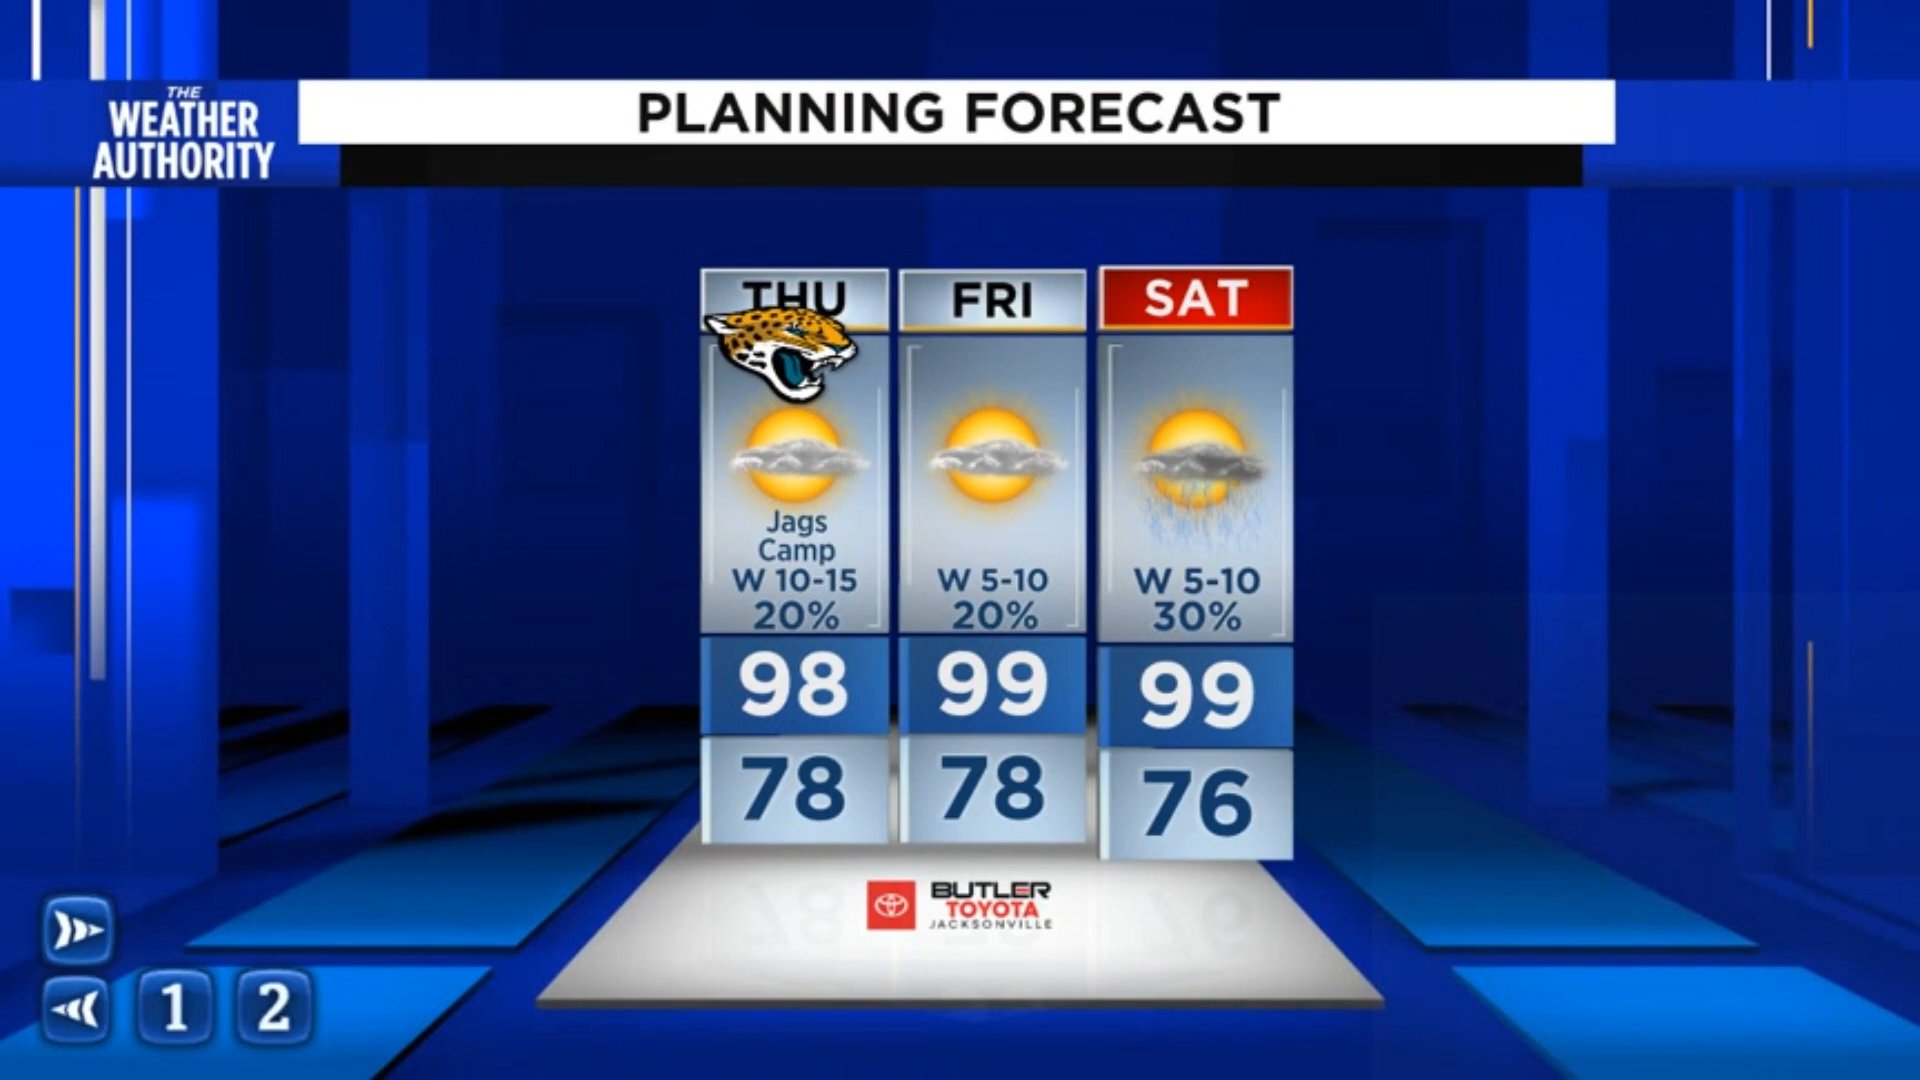 THE
WEATHER
AUTHORITY
PLANNING FORECAST
THU
Jags
Camp
W 10-15
20%
98
78
FRI
W 5-10
20%
99
78
SAT
W 5-10
30%
99
76
BUTLER
TOYOTA
JACKSONVILLE
1
2